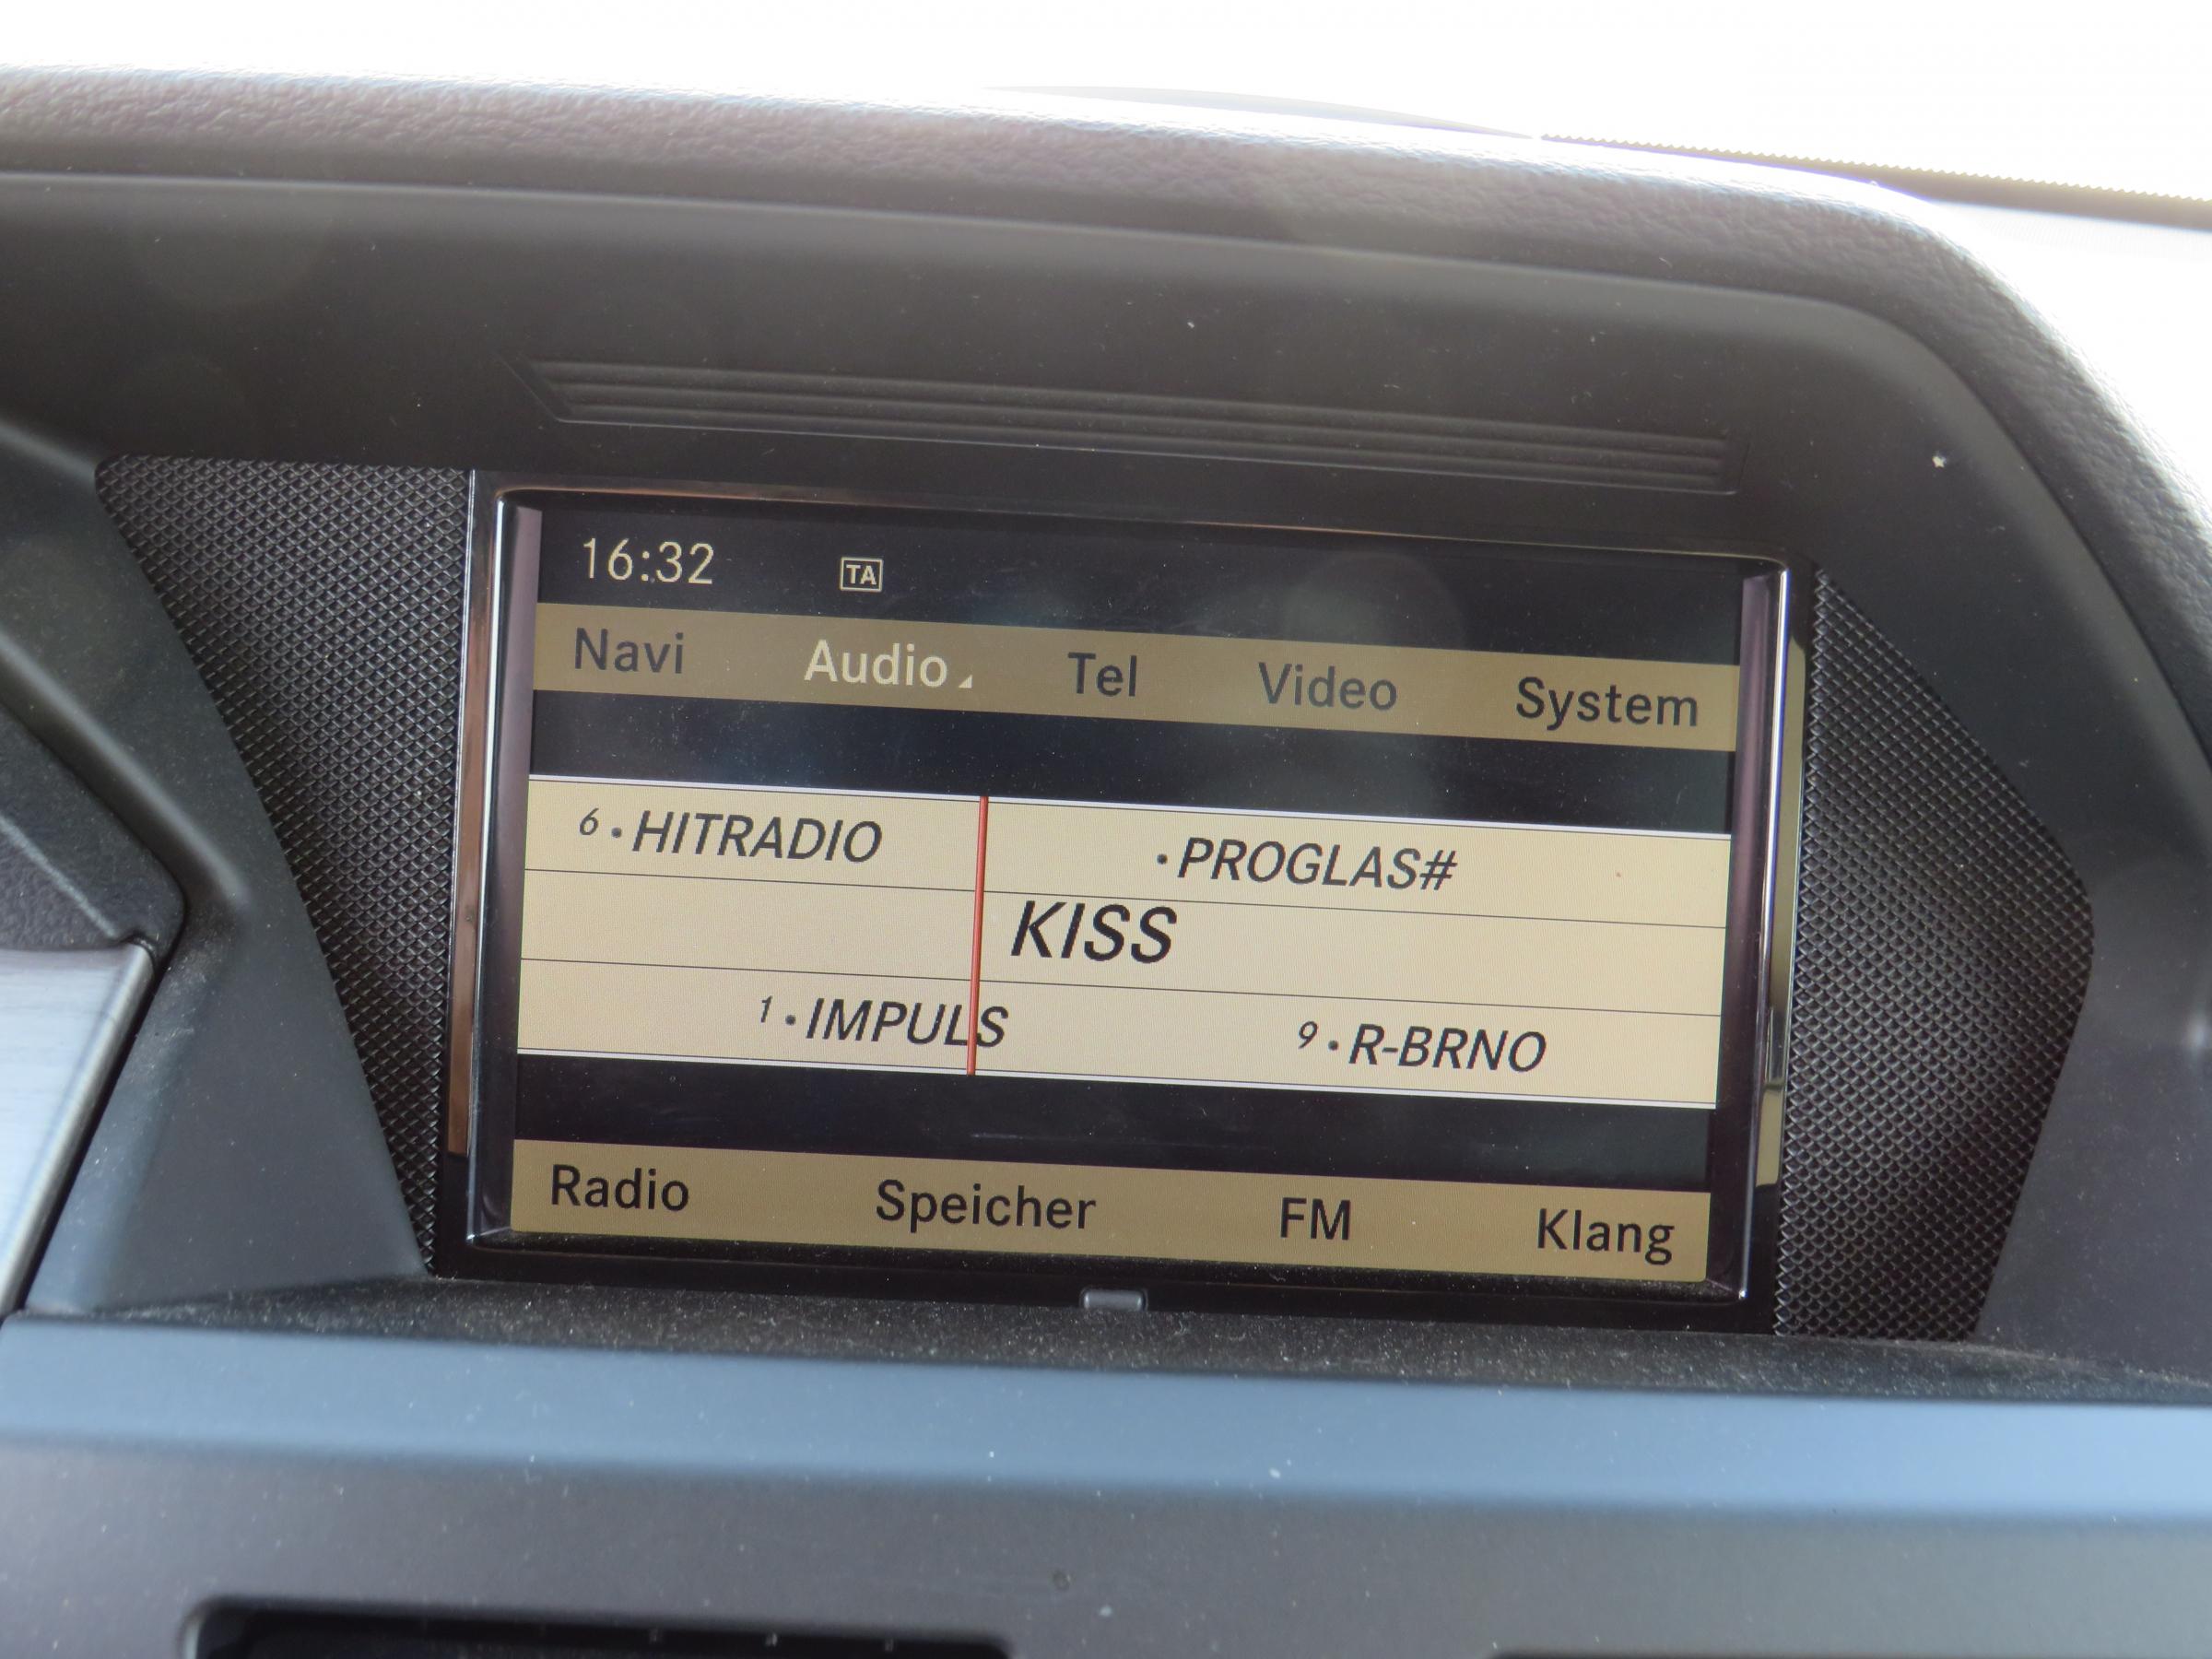 16:32 TA
Navi Audio Tel Video System
6 · HITRADIO · PROGLAS#
KISS
1 · IMPULS 9 · R-BRNO
Radio Speicher FM Klang